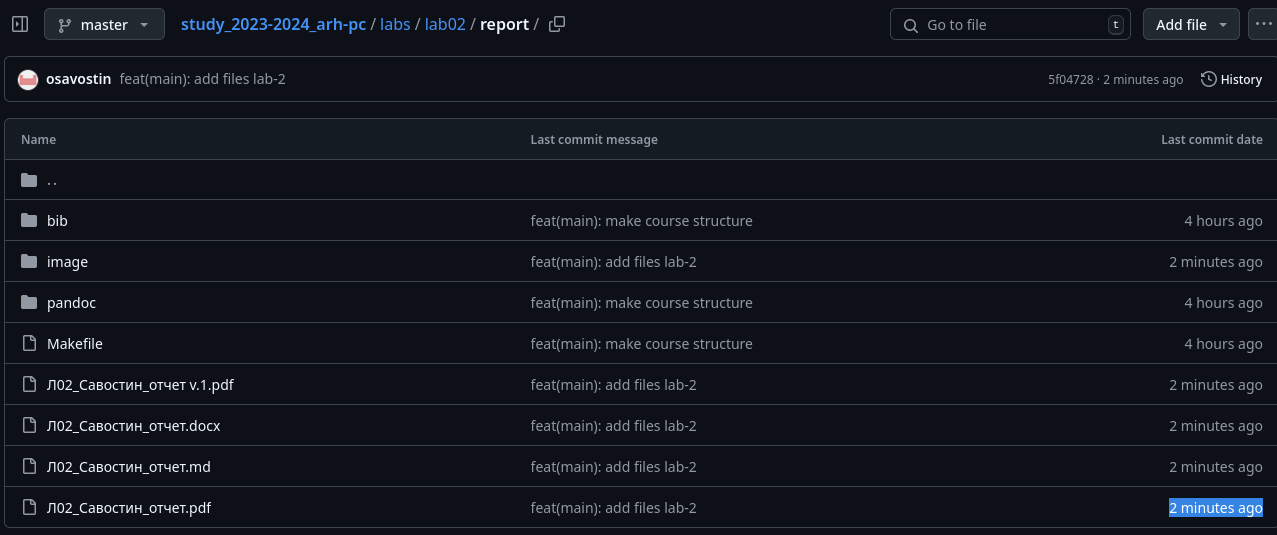 master study_2023-2024_arh-pc / labs / lab02 / report / Go to file t Add file ...
osavostin feat(main): add files lab-2 5f04728 · 2 minutes ago History
Name Last commit message Last commit date
..
bib feat(main): make course structure 4 hours ago
image feat(main): add files lab-2 2 minutes ago
pandoc feat(main): make course structure 4 hours ago
Makefile feat(main): make course structure 4 hours ago
Л02_Савостин_отчет v.1.pdf feat(main): add files lab-2 2 minutes ago
Л02_Савостин_отчет.docx feat(main): add files lab-2 2 minutes ago
Л02_Савостин_отчет.md feat(main): add files lab-2 2 minutes ago
Л02_Савостин_отчет.pdf feat(main): add files lab-2 2 minutes ago